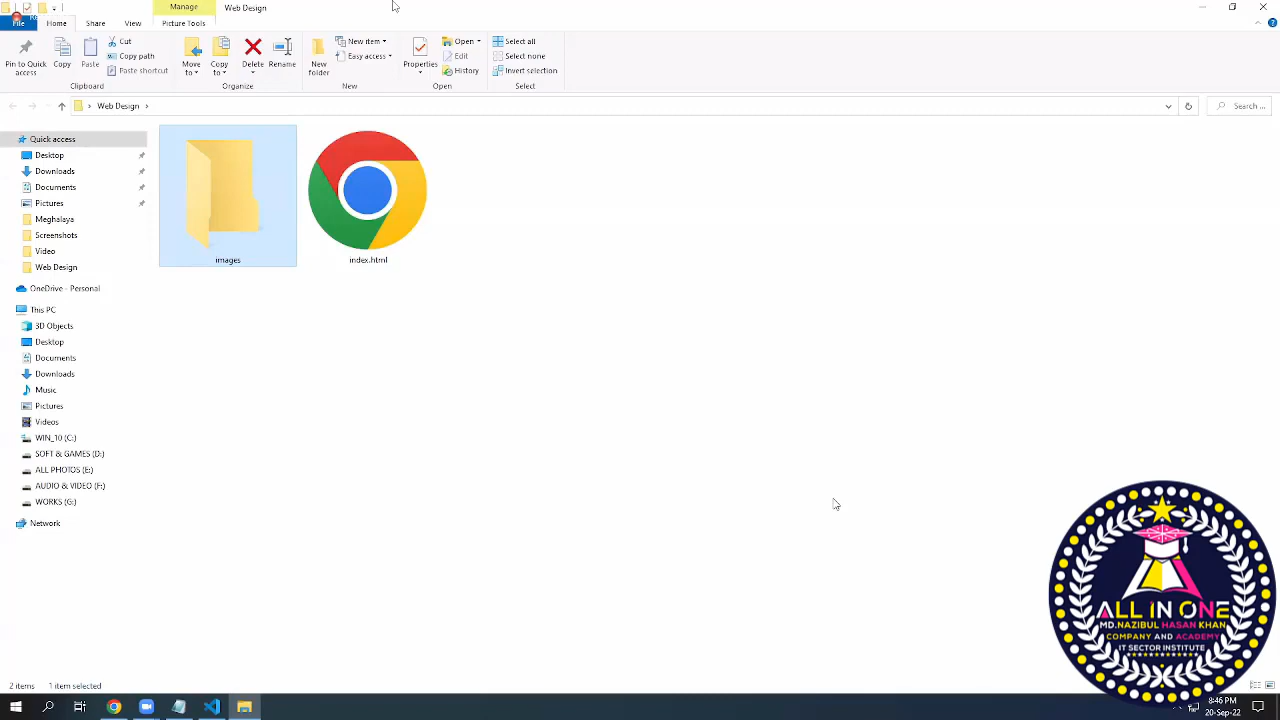 Manage
Web Design
File
Home
Share
View
Picture Tools
Pin to Quick access
Copy
Paste
Cut
Copy path
Paste shortcut
Clipboard
Move to
Copy to
Delete
Rename
Organize
New folder
New item
Easy access
New
Properties
Open
Edit
History
Open
Select all
Select none
Invert selection
Select
Web Design
Search ...
Quick access
Desktop
Downloads
Documents
Pictures
Meghalaya
Screenshots
Video
Web Design
OneDrive - Personal
This PC
3D Objects
Desktop
Documents
Downloads
Music
Pictures
Videos
WIN_10 (C:)
SOFT & GAMES (D:)
ALL PHOTOS (E:)
AUDIO & VIDEO (F:)
WORKS (G:)
Network
images
index.html
ALL IN ONE
MD.NAZIBUL HASAN KHAN
COMPANY AND ACADEMY
IT SECTOR INSTITUTE
2 items
1 item selected
8:46 PM
20-Sep-22